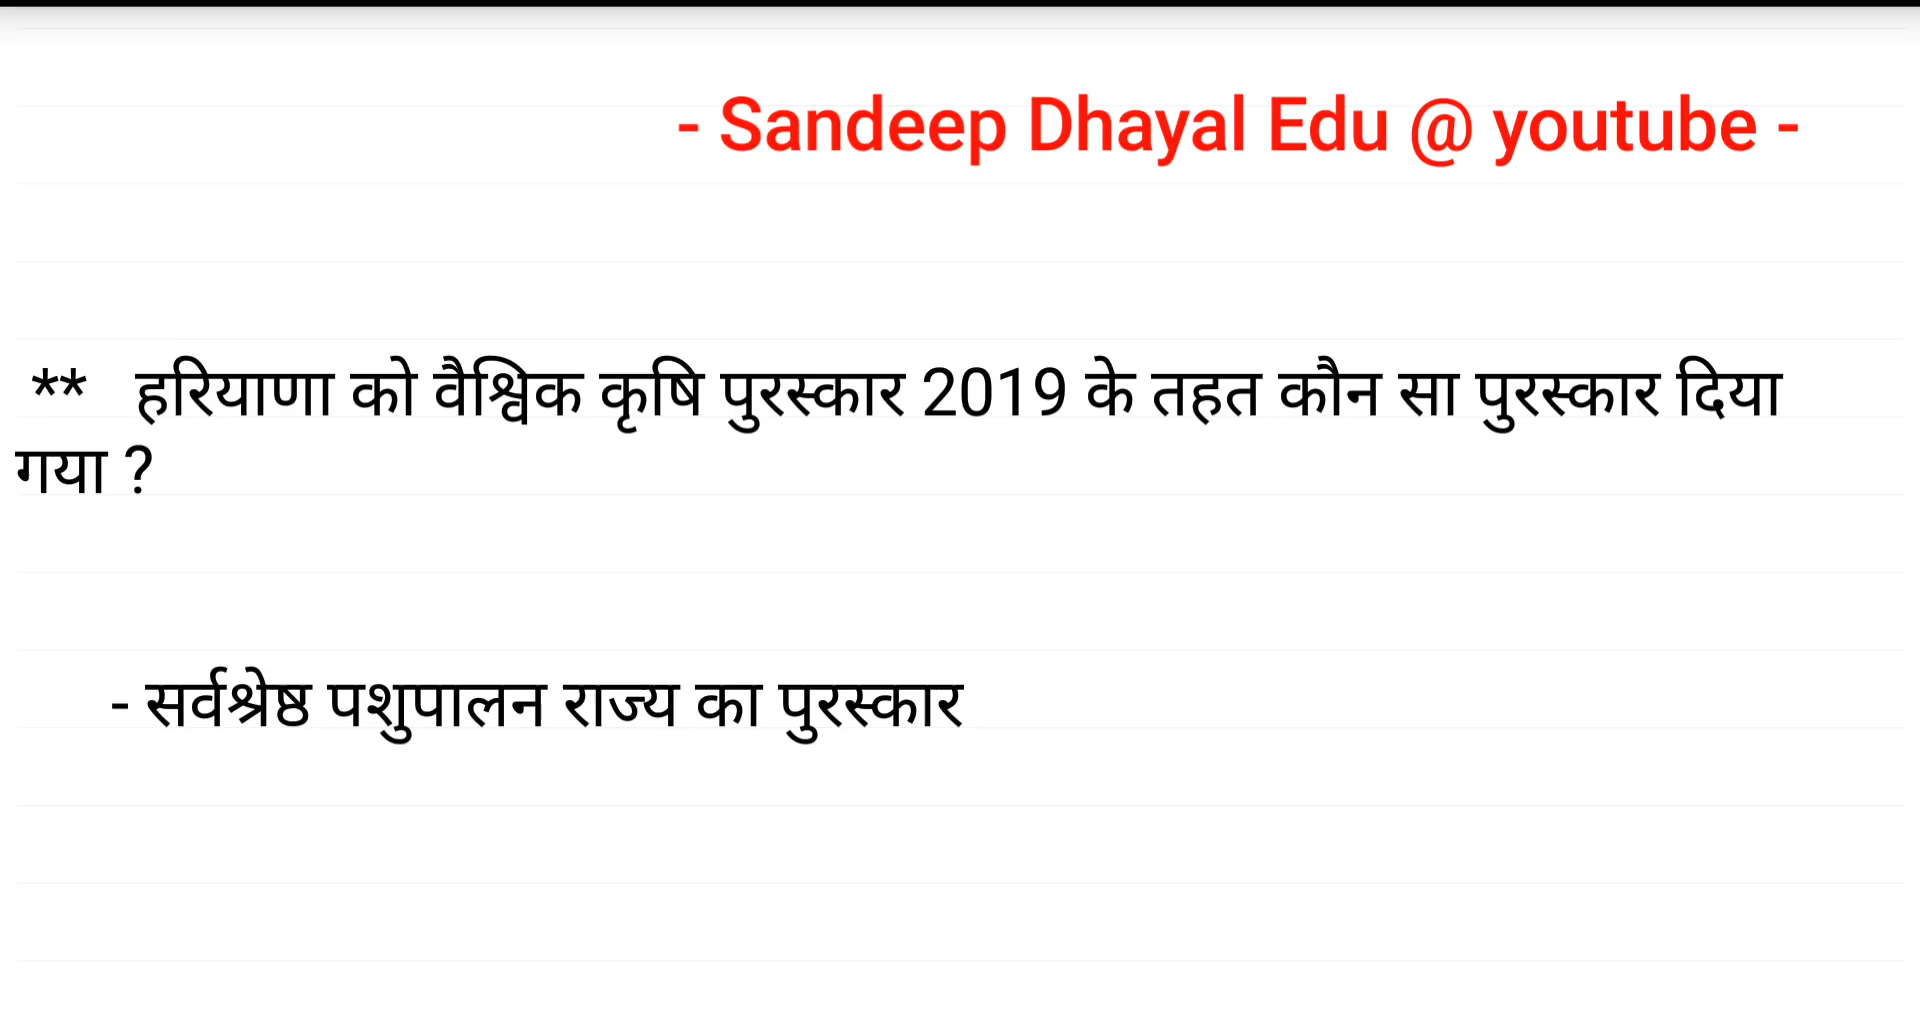 - Sandeep Dhayal Edu @ youtube -
** हरियाणा को वैश्विक कृषि पुरस्कार 2019 के तहत कौन सा पुरस्कार दिया
गया ?
- सर्वश्रेष्ठ पशुपालन राज्य का पुरस्कार